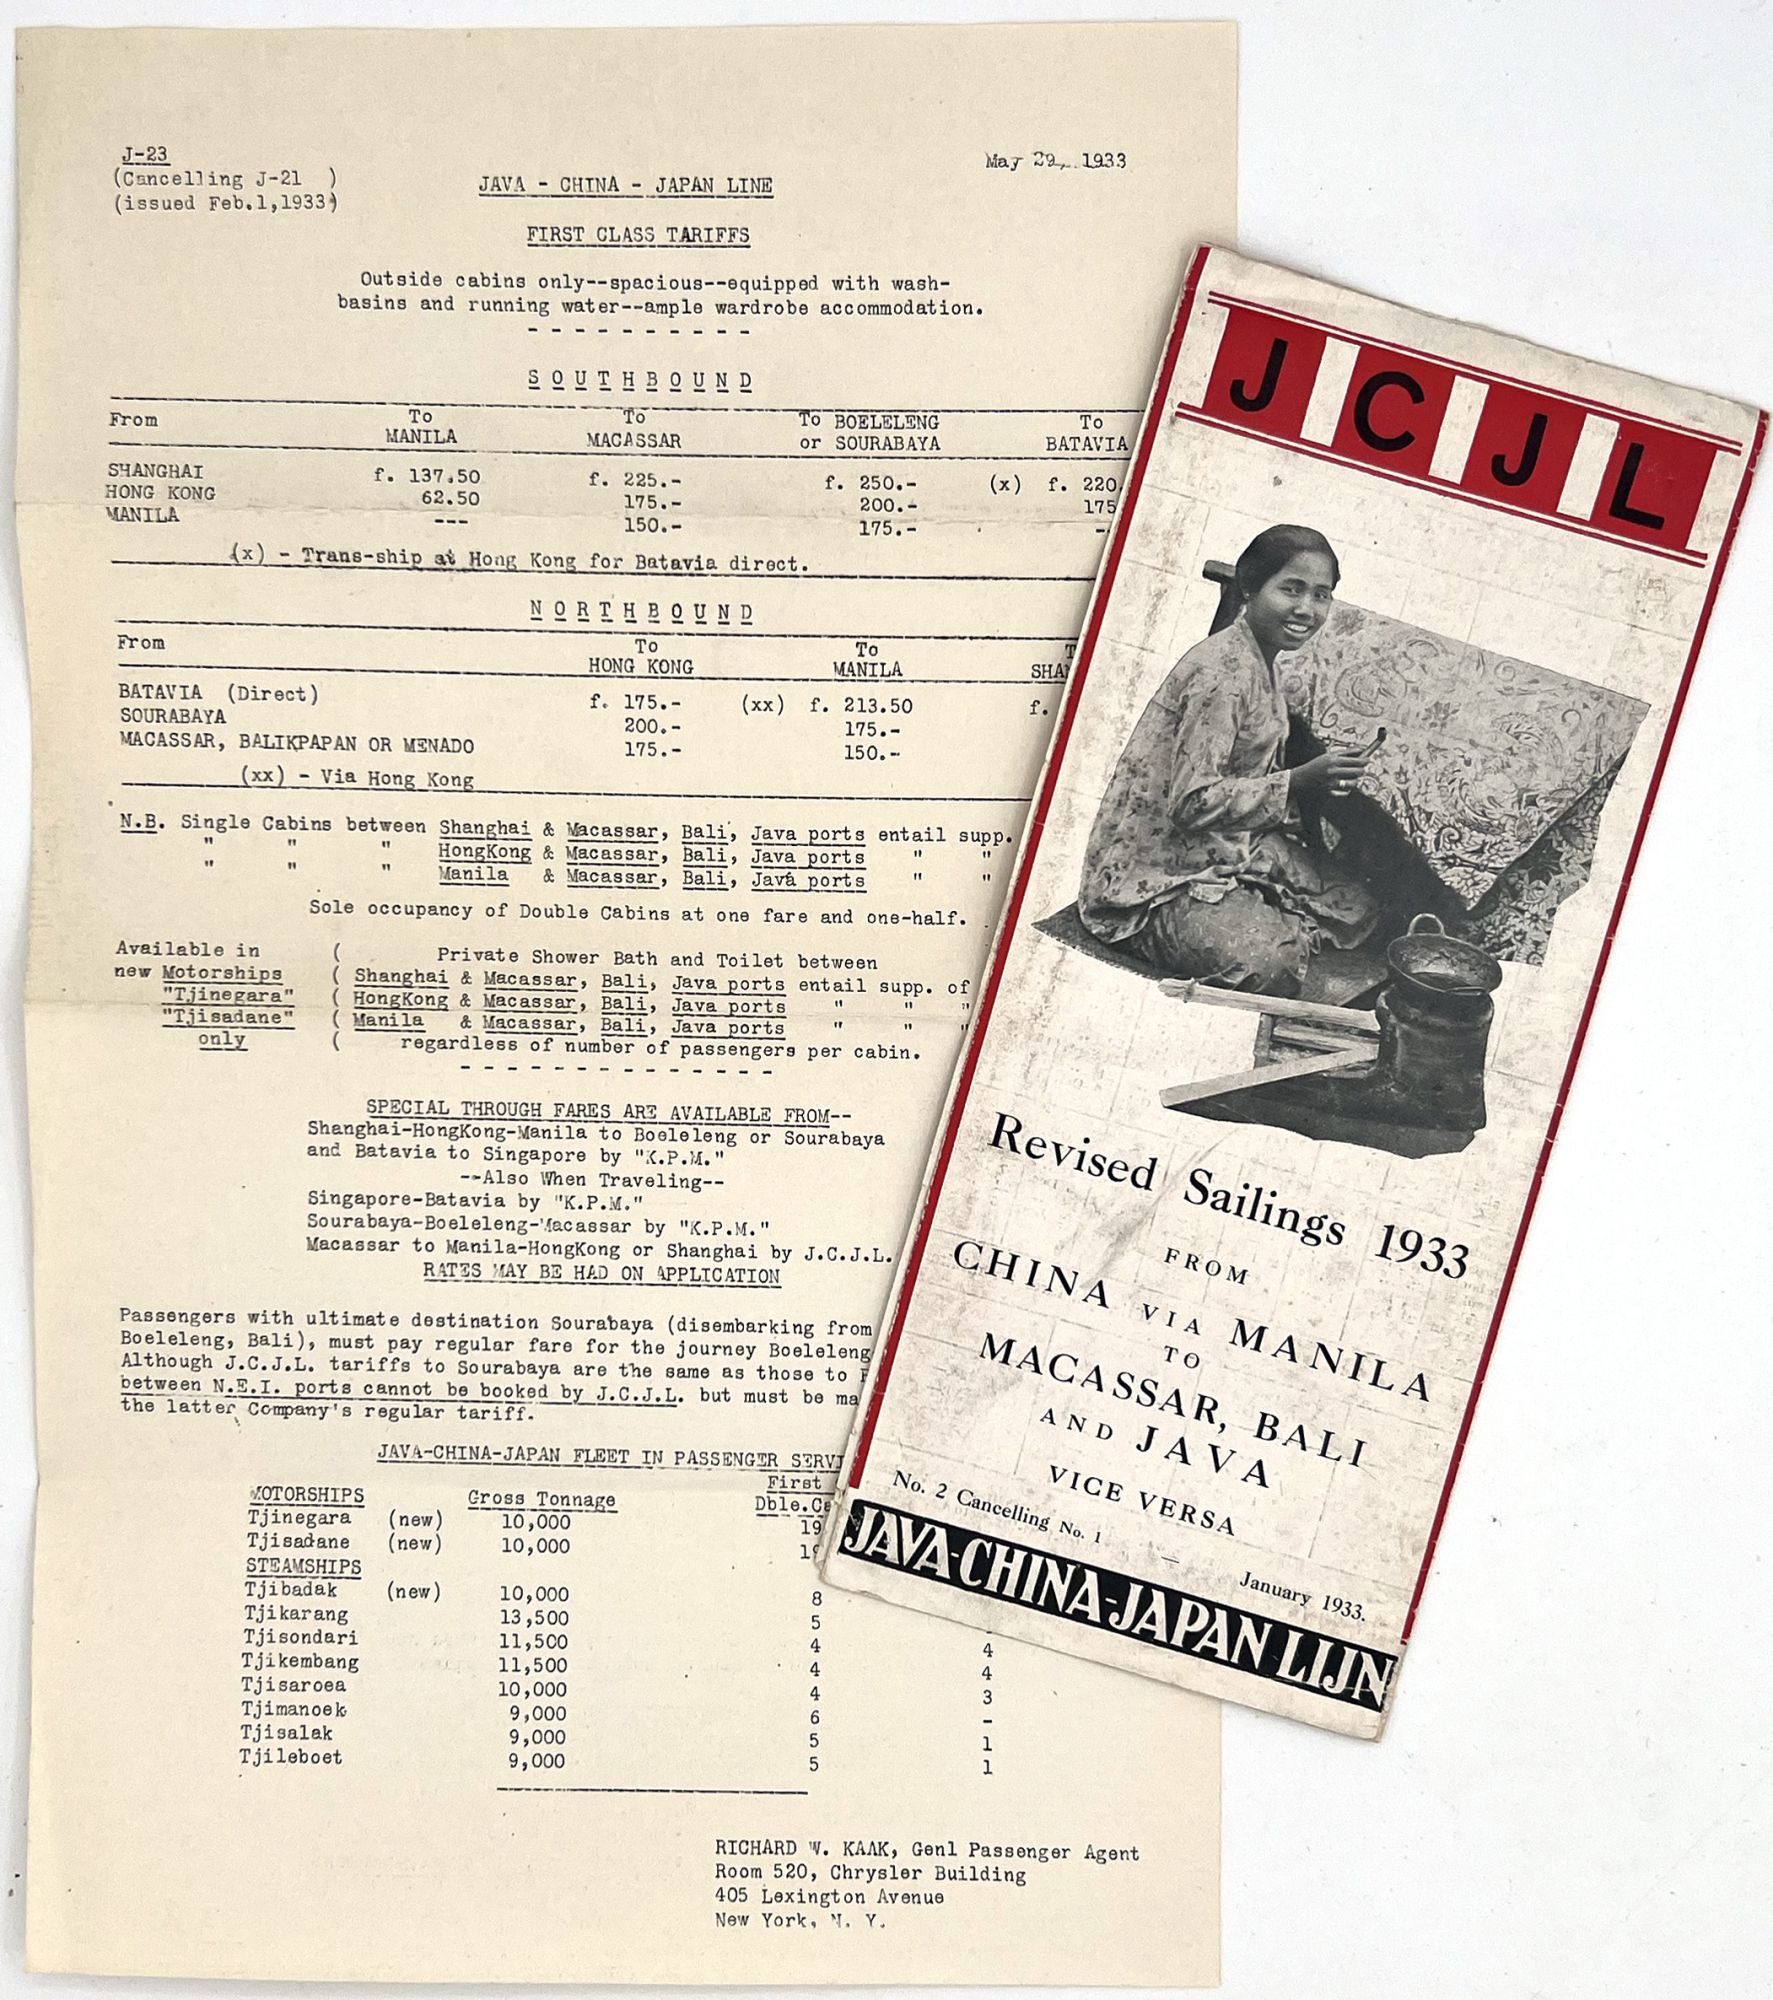 J-23
(Cancelling J-21 )
(issued Feb.1,1933)
May 29, 1933
JAVA - CHINA - JAPAN LINE
FIRST CLASS TARIFFS
Outside cabins only--spacious--equipped with wash-
basins and running water--ample wardrobe accommodation.
- - - - - - - - - -
SOUTHBOUND
From To MANILA To MACASSAR To BOELELENG or SOURABAYA To BATAVIA
SHANGHAI f. 137.50 f. 225.- f. 250.- (x) f. 220
HONG KONG 62.50 175.- 200.- 175
MANILA --- 150.- 175.- --
(x) - Trans-ship at Hong Kong for Batavia direct.
NORTHBOUND
From To HONG KONG To MANILA
BATAVIA (Direct) f. 175.- (xx) f. 213.50 f.
SOURABAYA 200.- 175.-
MACASSAR, BALIKPAPAN OR MENADO 175.- 150.-
(xx) - Via Hong Kong
N.B. Single Cabins between Shanghai & Macassar, Bali, Java ports entail supp.
" " " HongKong & Macassar, Bali, Java ports " "
" " " Manila & Macassar, Bali, Java ports " "
Sole occupancy of Double Cabins at one fare and one-half.
Available in ( Private Shower Bath and Toilet between
new Motorships ( Shanghai & Macassar, Bali, Java ports entail supp. of
"Tjinegara" ( HongKong & Macassar, Bali, Java ports " " "
"Tjisadane" ( Manila & Macassar, Bali, Java ports " " "
only ( regardless of number of passengers per cabin.
- - - - - - - - - - - - - -
SPECIAL THROUGH FARES ARE AVAILABLE FROM--
Shanghai-HongKong-Manila to Boeleleng or Sourabaya
and Batavia to Singapore by "K.P.M."
--Also When Traveling--
Singapore-Batavia by "K.P.M."
Sourabaya-Boeleleng-Macassar by "K.P.M."
Macassar to Manila-HongKong or Shanghai by J.C.J.L.
RATES MAY BE HAD ON APPLICATION
Passengers with ultimate destination Sourabaya (disembarking from
Boeleleng, Bali), must pay regular fare for the journey Boeleleng
Although J.C.J.L. tariffs to Sourabaya are the same as those to
between N.E.I. ports cannot be booked by J.C.J.L. but must be
the latter Company's regular tariff.
JAVA-CHINA-JAPAN FLEET IN PASSENGER
MOTORSHIPS Gross Tonnage First
Tjinegara (new) 10,000 19
Tjisadane (new) 10,000
STEAMSHIPS
Tjibadak (new) 10,000 8
Tjikarang 13,500 5
Tjisondari 11,500 4 4
Tjikembang 11,500 4 4
Tjisaroea 10,000 4 3
Tjimanoek 9,000 6 -
Tjisalak 9,000 5 1
Tjileboet 9,000 5 1
RICHARD W. KAAK, Genl Passenger Agent
Room 520, Chrysler Building
405 Lexington Avenue
New York, N. Y.
JCJL
Revised Sailings 1933
FROM
CHINA VIA MANILA
TO
MACASSAR, BALI
AND JAVA
VICE VERSA
No. 2 Cancelling No. 1 — January 1933.
JAVA-CHINA-JAPAN LIJN